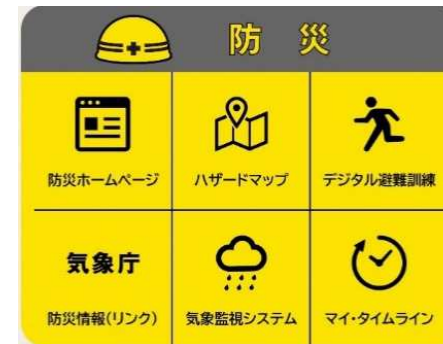 防災
防災ホームページ
ハザードマップ
デジタル避難訓練
気象庁
防災情報(リンク)
気象監視システム
マイ・タイムライン